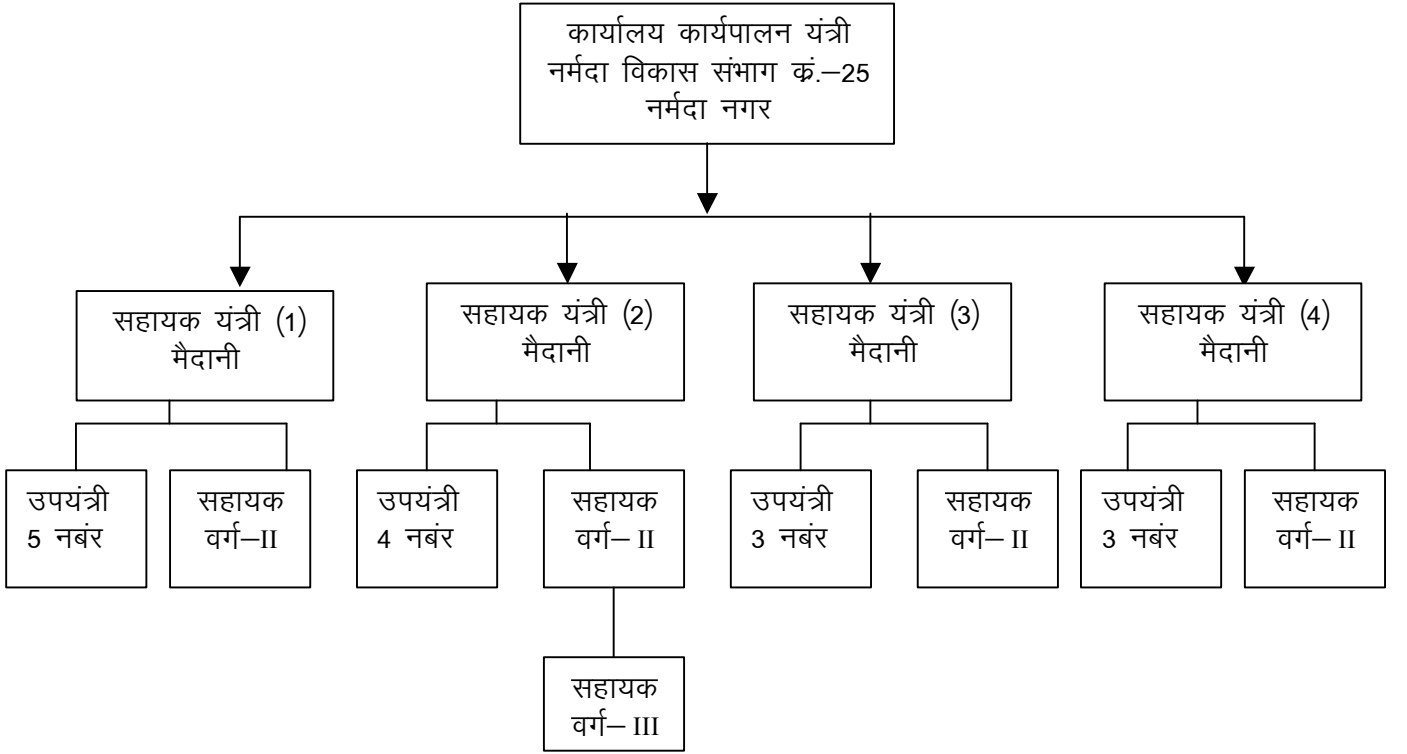 कार्यालय कार्यपालन यंत्री
नर्मदा विकास संभाग क्रं.–25
नर्मदा नगर
सहायक यंत्री (1)
मैदानी
सहायक यंत्री (2)
मैदानी
सहायक यंत्री (3)
मैदानी
सहायक यंत्री (4)
मैदानी
उपयंत्री
5 नबंर
सहायक
वर्ग–II
उपयंत्री
4 नबंर
सहायक
वर्ग– II
उपयंत्री
3 नबंर
सहायक
वर्ग– II
उपयंत्री
3 नबंर
सहायक
वर्ग– II
सहायक
वर्ग– III